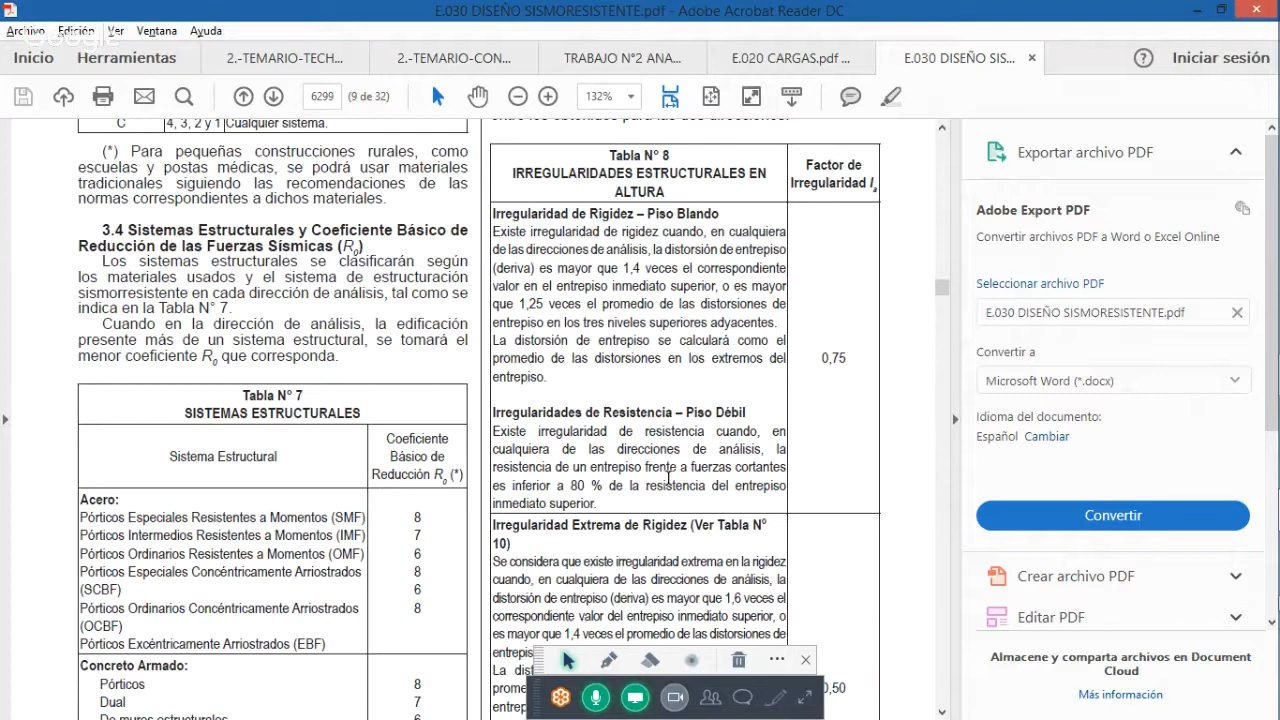 E.030 DISEÑO SISMORESISTENTE.pdf - Adobe Acrobat Reader DC
Archivo Edición Ver Ventana Ayuda
Google
Inicio Herramientas 2.-TEMARIO-TECH... 2.-TEMARIO-CON... TRABAJO N°2 ANA... E.020 CARGAS.pdf ... E.030 DISEÑO SIS... × Iniciar sesión
6299 (9 de 32) 132%
C 4, 3, 2 y 1 Cualquier sistema.
(*) Para pequeñas construcciones rurales, como
escuelas y postas médicas, se podrá usar materiales
tradicionales siguiendo las recomendaciones de las
normas correspondientes a dichos materiales.
3.4 Sistemas Estructurales y Coeficiente Básico de
Reducción de las Fuerzas Sísmicas (R0)
Los sistemas estructurales se clasificarán según
los materiales usados y el sistema de estructuración
sismorresistente en cada dirección de análisis, tal como se
indica en la Tabla N° 7.
Cuando en la dirección de análisis, la edificación
presente más de un sistema estructural, se tomará el
menor coeficiente R0 que corresponda.
Tabla N° 7
SISTEMAS ESTRUCTURALES
Sistema Estructural
Coeficiente
Básico de
Reducción R0 (*)
Acero:
Pórticos Especiales Resistentes a Momentos (SMF) 8
Pórticos Intermedios Resistentes a Momentos (IMF) 7
Pórticos Ordinarios Resistentes a Momentos (OMF) 6
Pórticos Especiales Concéntricamente Arriostrados 8
(SCBF) 6
Pórticos Ordinarios Concéntricamente Arriostrados 8
(OCBF)
Pórticos Excéntricamente Arriostrados (EBF)
Concreto Armado:
Pórticos 8
Dual 7
De muros estructurales 6
entre los obtenidos para las dos direcciones.
Tabla N° 8
IRREGULARIDADES ESTRUCTURALES EN
ALTURA
Factor de
Irregularidad Ia
Irregularidad de Rigidez – Piso Blando
Existe irregularidad de rigidez cuando, en cualquiera
de las direcciones de análisis, la distorsión de entrepiso
(deriva) es mayor que 1,4 veces el correspondiente
valor en el entrepiso inmediato superior, o es mayor
que 1,25 veces el promedio de las distorsiones de
entrepiso en los tres niveles superiores adyacentes.
La distorsión de entrepiso se calculará como el
promedio de las distorsiones en los extremos del
entrepiso.
0,75
Irregularidades de Resistencia – Piso Débil
Existe irregularidad de resistencia cuando, en
cualquiera de las direcciones de análisis, la
resistencia de un entrepiso frente a fuerzas cortantes
es inferior a 80 % de la resistencia del entrepiso
inmediato superior.
Irregularidad Extrema de Rigidez (Ver Tabla N°
10)
Se considera que existe irregularidad extrema en la rigidez
cuando, en cualquiera de las direcciones de análisis, la
distorsión de entrepiso (deriva) es mayor que 1,6 veces el
correspondiente valor del entrepiso inmediato superior, o
es mayor que 1,4 veces el promedio de las distorsiones de
0,50
Exportar archivo PDF
Adobe Export PDF
Convertir archivos PDF a Word o Excel Online
Seleccionar archivo PDF
E.030 DISEÑO SISMORESISTENTE.pdf ×
Convertir a
Microsoft Word (*.docx)
Idioma del documento:
Español Cambiar
Convertir
Crear archivo PDF
Editar PDF
Almacene y comparta archivos en Document
Cloud
Más información